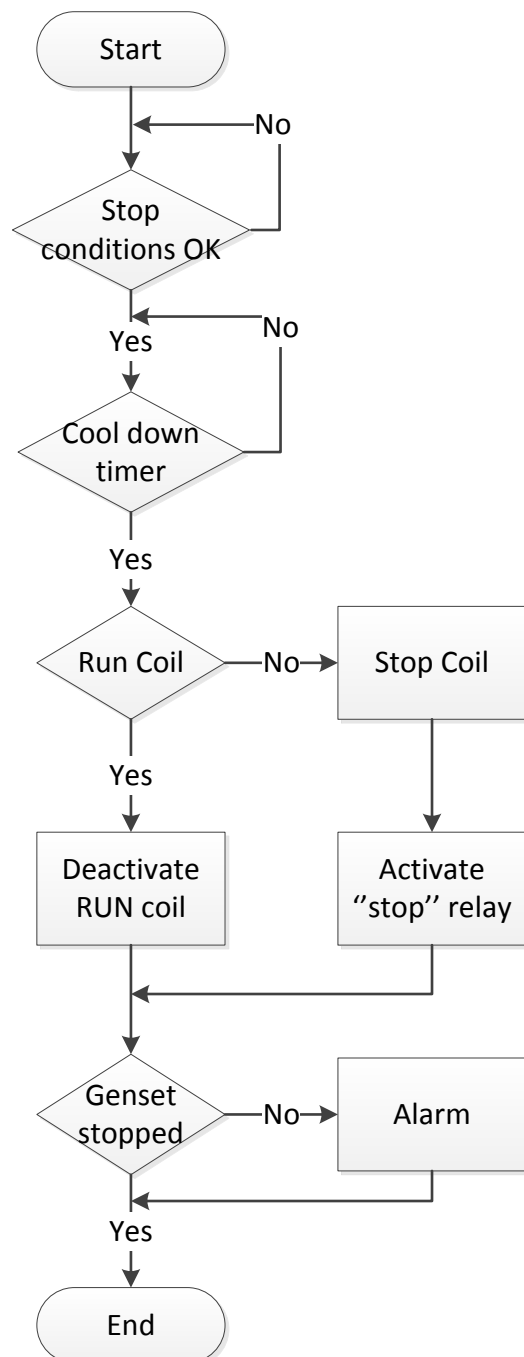 Start
No
Stop
conditions OK
No
Yes
Cool down
timer
Yes
Run Coil
No
Stop Coil
Yes
Deactivate
RUN coil
Activate
‘’stop’’ relay
Genset
stopped
No
Alarm
Yes
End